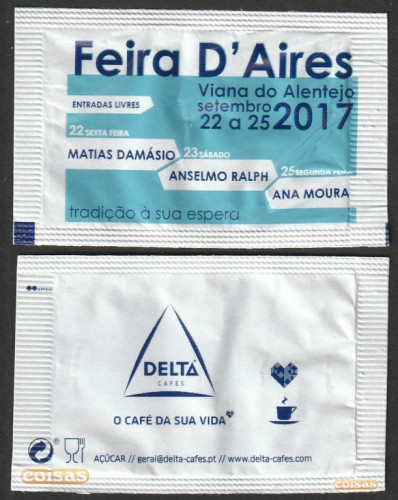 Feira D'Aires
Viana do Alentejo
ENTRADAS LIVRES
setembro
22 a 25 2017
22 SEXTA FEIRA
MATIAS DAMÁSIO
23 SÁBADO
ANSELMO RALPH
25 SEGUNDA FEIRA
ANA MOURA
tradição à sua espera
DELTA
CAFÉS
O CAFÉ DA SUA VIDA
AÇÚCAR // geral@delta-cafes.pt // www.delta-cafes.com
coisas
coisas